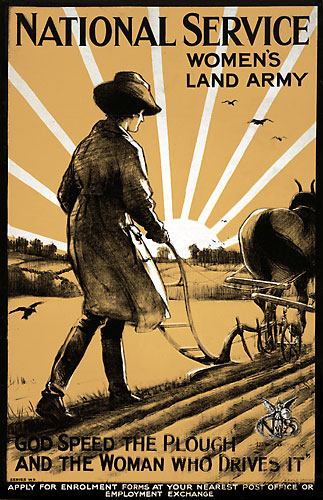 NATIONAL SERVICE
WOMEN'S
LAND ARMY
GOD SPEED THE PLOUGH
AND THE WOMAN WHO DRIVES IT"
APPLY FOR ENROLMENT FORMS AT YOUR NEAREST POST OFFICE OR
EMPLOYMENT EXCHANGE